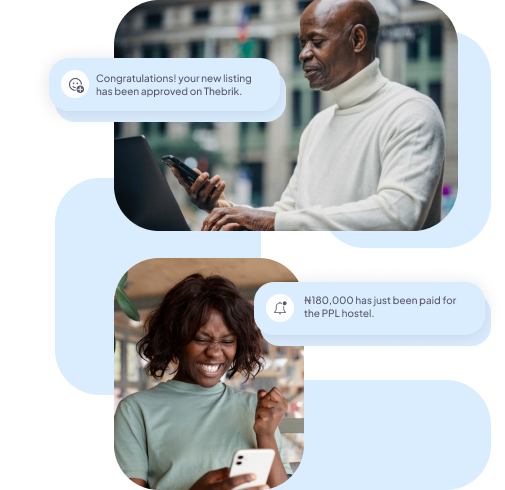 Congratulations! your new listing
has been approved on Thebrik.
₦180,000 has just been paid for
the PPL hostel.